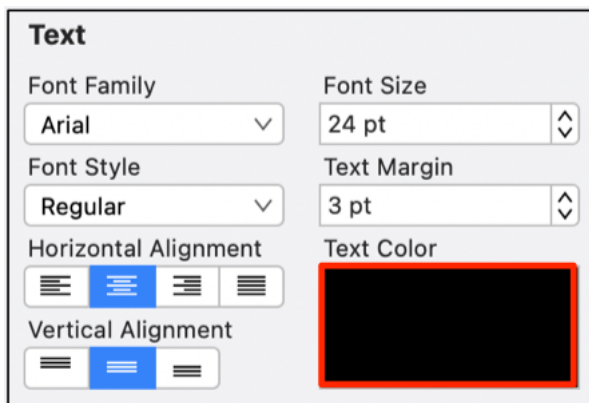 Text
Font Family
Font Size
Arial
24 pt
Font Style
Text Margin
Regular
3 pt
Horizontal Alignment
Text Color
Vertical Alignment